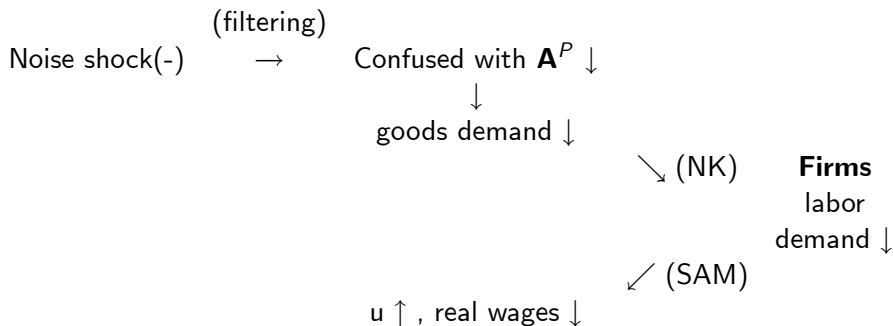 (filtering)
Noise shock(-) → Confused with A^P ↓
↓
goods demand ↓
↘ (NK) Firms
labor
demand ↓
↙ (SAM)
u ↑ , real wages ↓